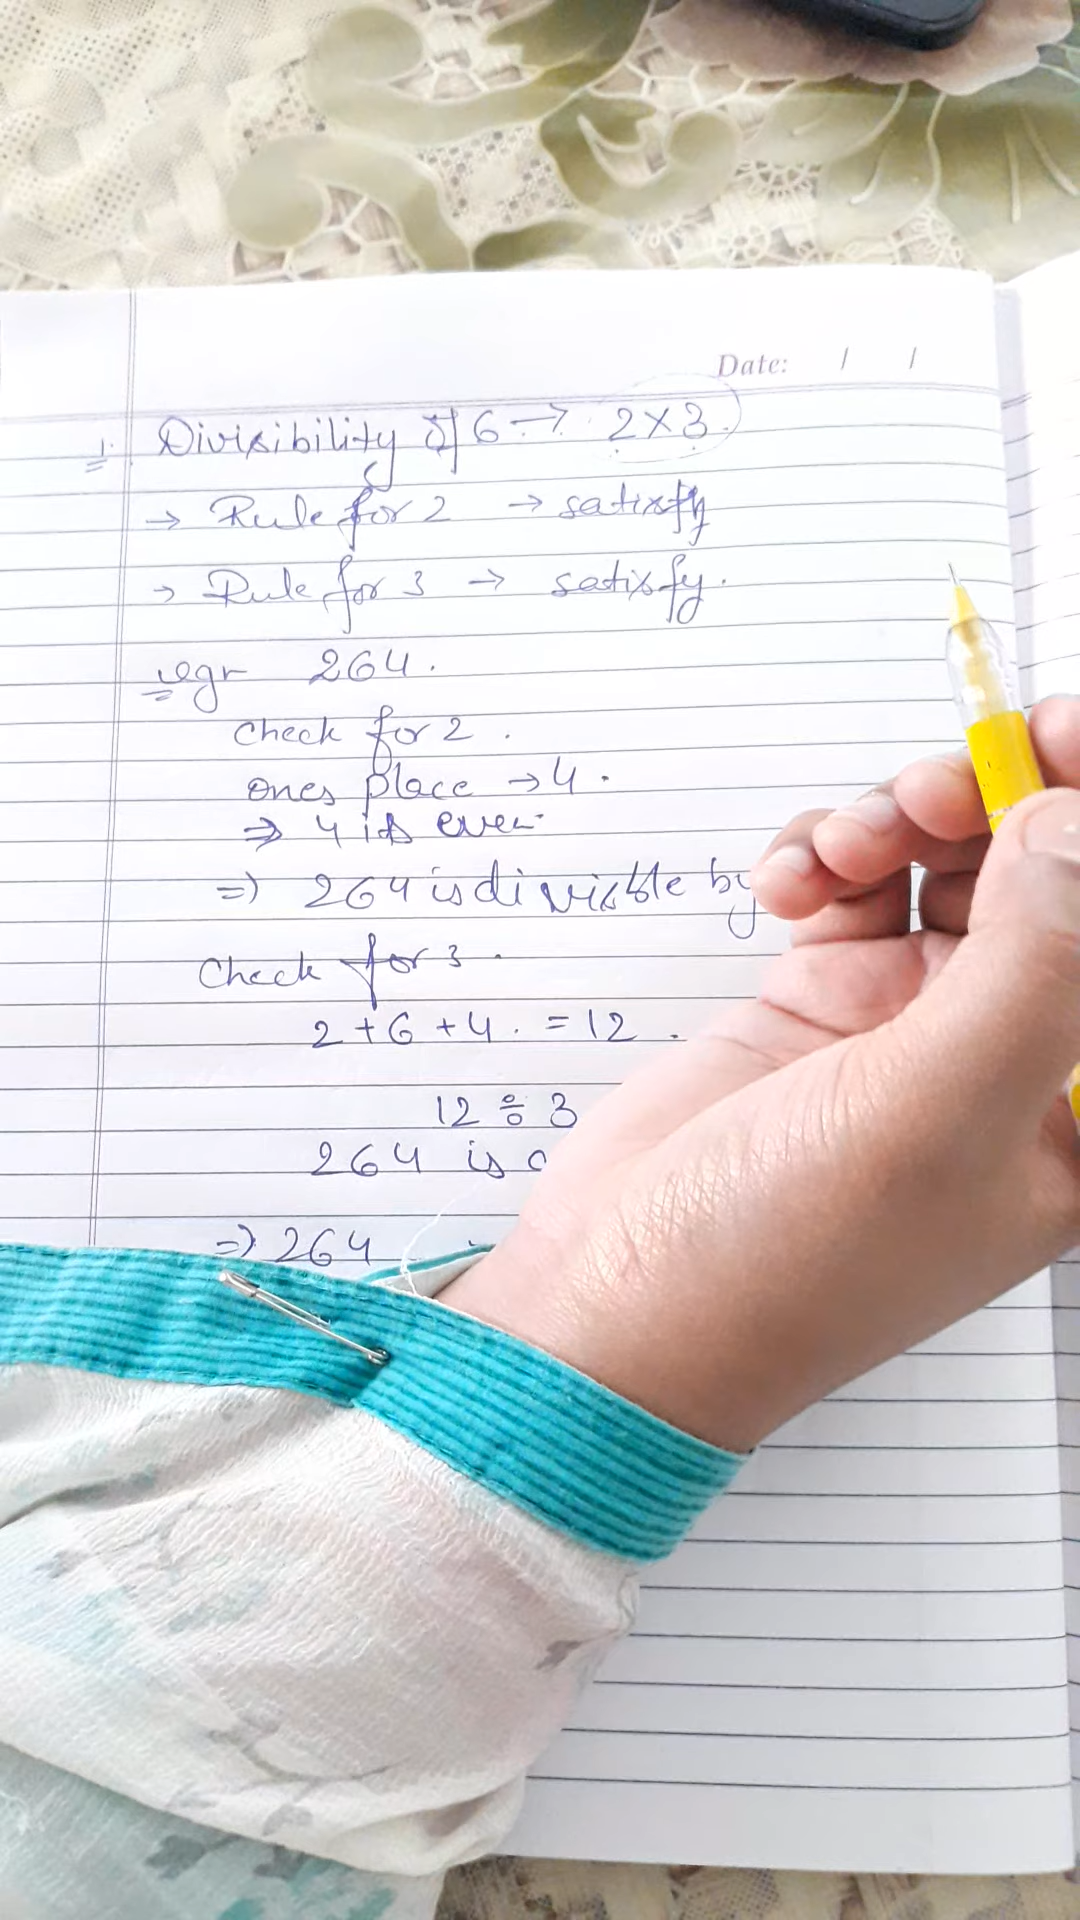 Date: / /
1. Divisibility of 6 → 2×3.
→ Rule for 2 → satisfy
→ Rule for 3 → satisfy.
eg:- 264.
Check for 2.
Ones place → 4.
⇒ 4 is even.
⇒ 264 is divisible by
Check for 3.
2 + 6 + 4. = 12.
12 ÷ 3
264 is
⇒ 264